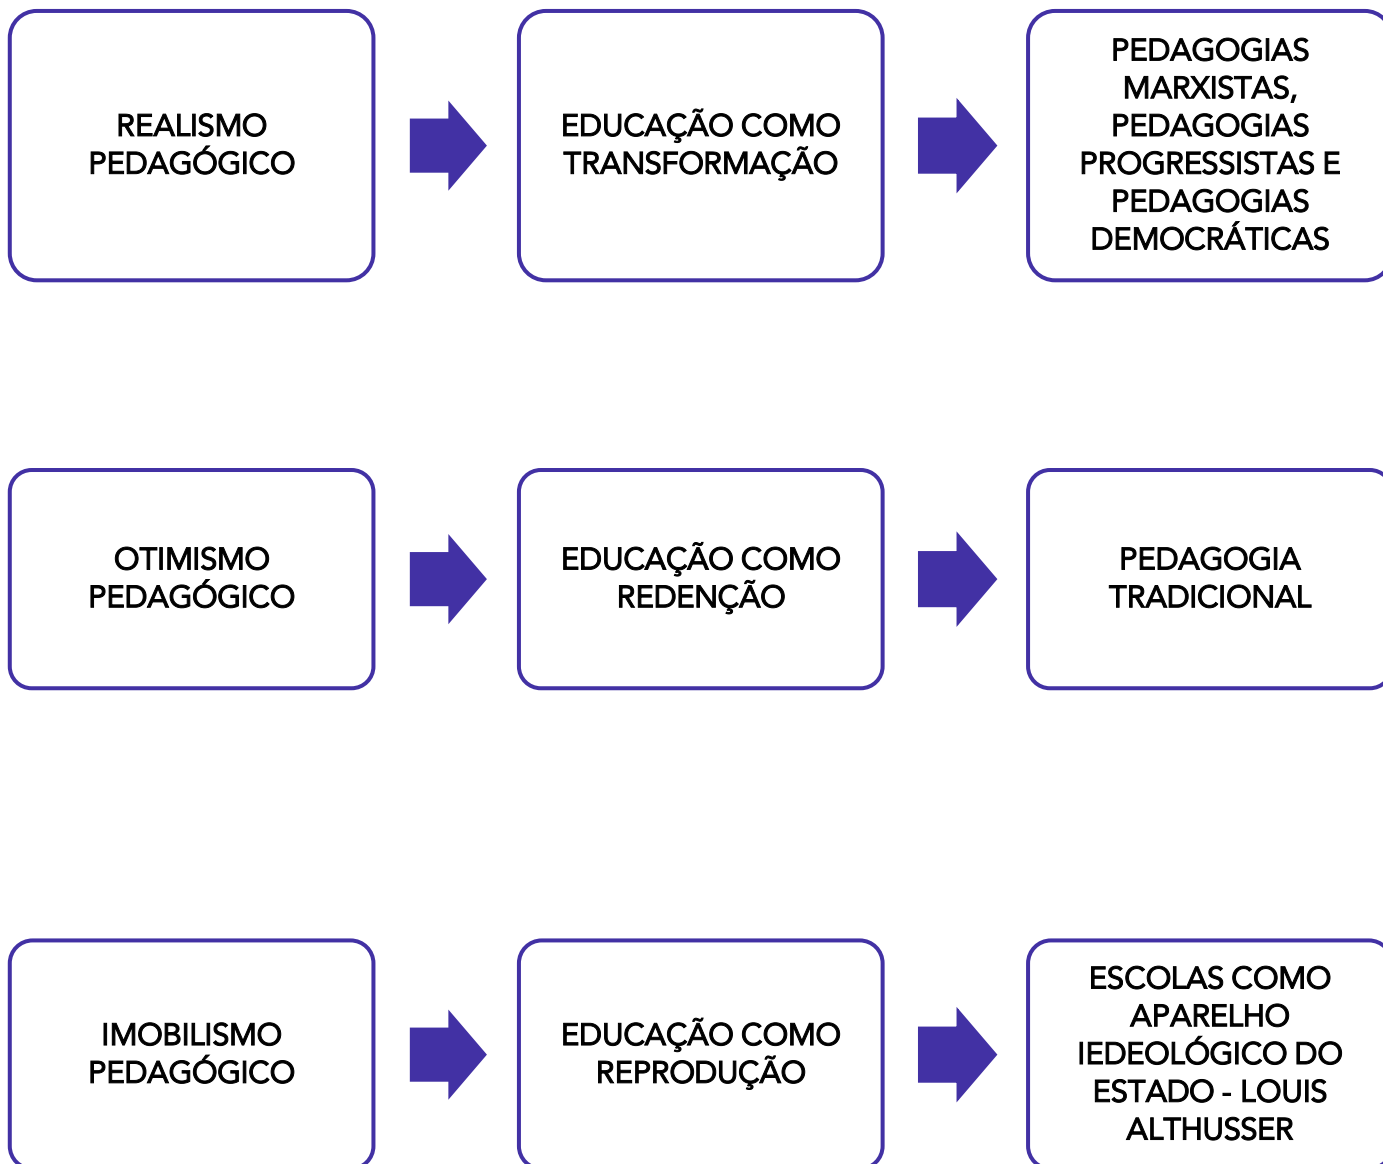 REALISMO
PEDAGÓGICO
EDUCAÇÃO COMO
TRANSFORMAÇÃO
PEDAGOGIAS
MARXISTAS,
PEDAGOGIAS
PROGRESSISTAS E
PEDAGOGIAS
DEMOCRÁTICAS
OTIMISMO
PEDAGÓGICO
EDUCAÇÃO COMO
REDENÇÃO
PEDAGOGIA
TRADICIONAL
IMOBILISMO
PEDAGÓGICO
EDUCAÇÃO COMO
REPRODUÇÃO
ESCOLAS COMO
APARELHO
IEDEOLÓGICO DO
ESTADO - LOUIS
ALTHUSSER